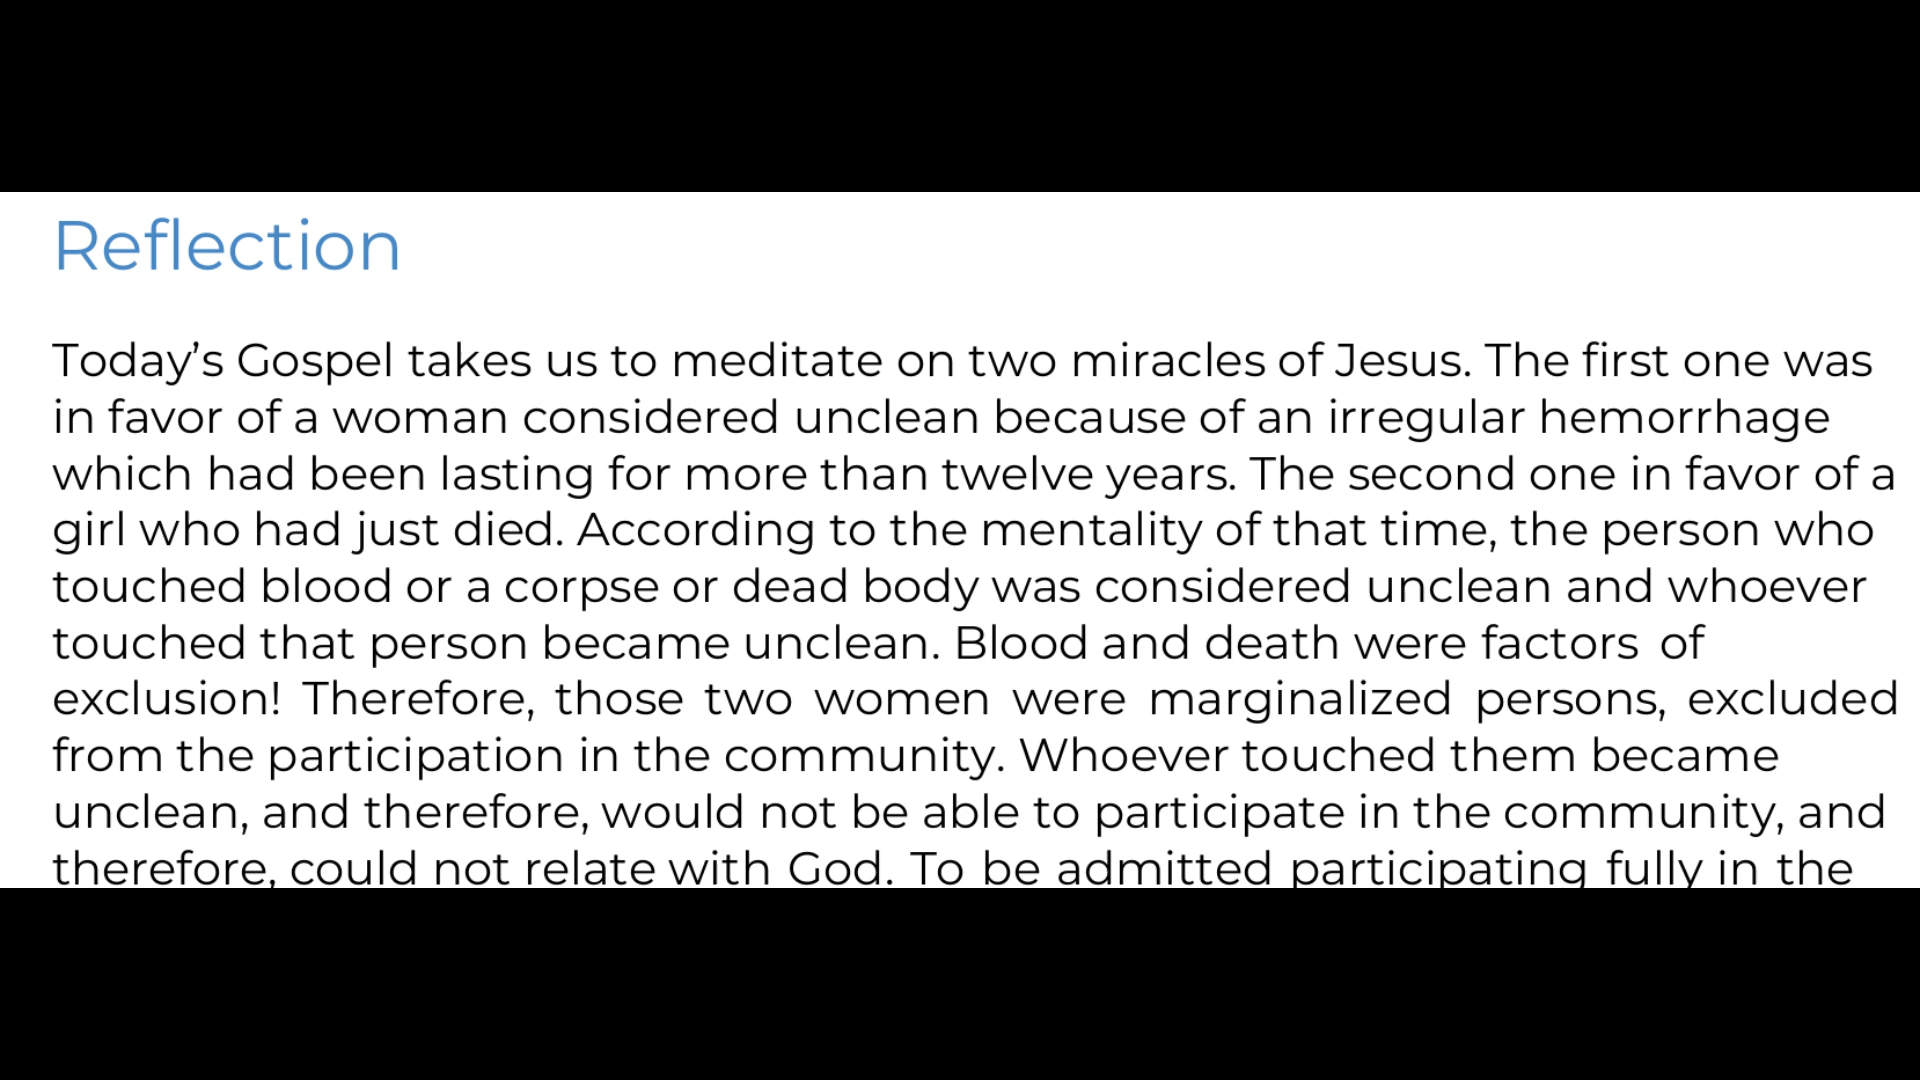 Reflection
Today’s Gospel takes us to meditate on two miracles of Jesus. The first one was
in favor of a woman considered unclean because of an irregular hemorrhage
which had been lasting for more than twelve years. The second one in favor of a
girl who had just died. According to the mentality of that time, the person who
touched blood or a corpse or dead body was considered unclean and whoever
touched that person became unclean. Blood and death were factors of
exclusion! Therefore, those two women were marginalized persons, excluded
from the participation in the community. Whoever touched them became
unclean, and therefore, would not be able to participate in the community, and
therefore, could not relate with God. To be admitted participating fully in the